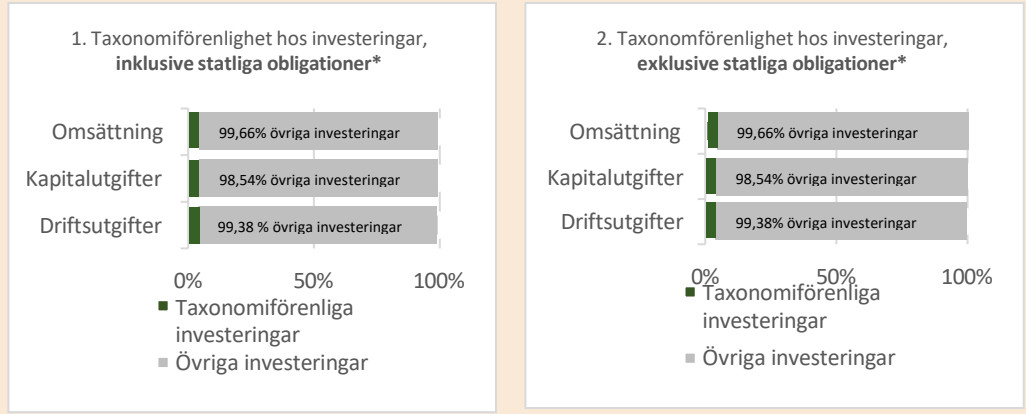 1. Taxonomiförenlighet hos investeringar,
inklusive statliga obligationer*
Omsättning
99,66% övriga investeringar
Kapitalutgifter
98,54% övriga investeringar
Driftsutgifter
99,38 % övriga investeringar
0% 50% 100%
Taxonomiförenliga
investeringar
Övriga investeringar
2. Taxonomförenlighet hos investeringar,
exklusive statliga obligationer*
Omsättning
99,66% övriga investeringar
Kapitalutgifter
98,54% övriga investeringar
Driftsutgifter
99,38% övriga investeringar
0% 50% 100%
Taxonomiförenliga
investeringar
Övriga investeringar